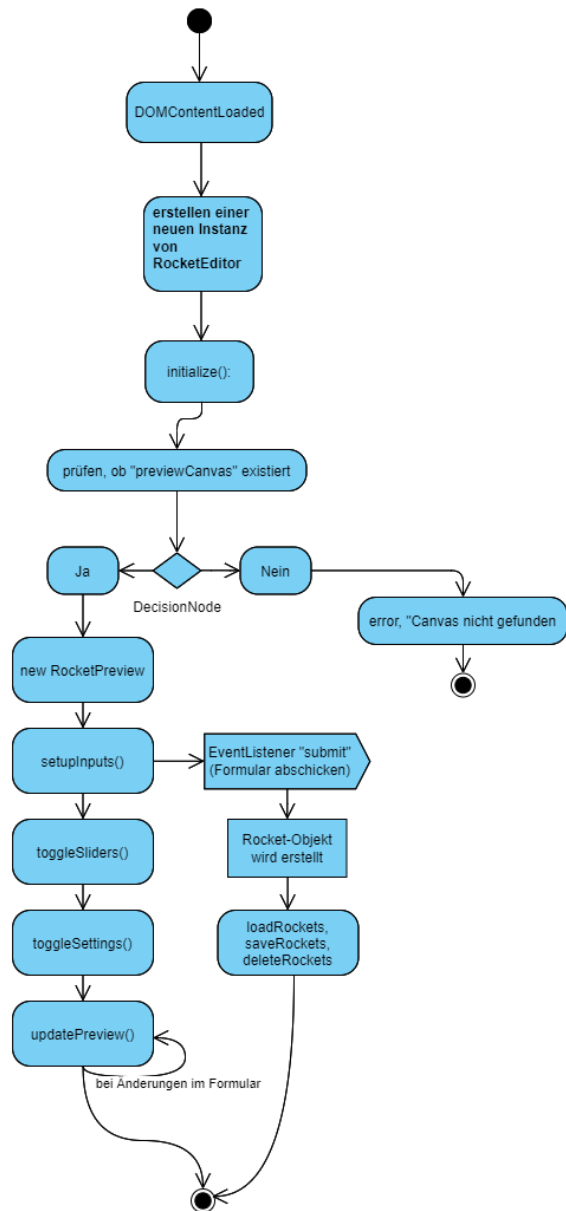 DOMContentLoaded
erstellen einer
neuen Instanz
von
RocketEditor
initialize():
prüfen, ob "previewCanvas" existiert
Ja
Nein
DecisionNode
error, "Canvas nicht gefunden
new RocketPreview
setupInputs()
EventListener "submit"
(Formular abschicken)
toggleSliders()
Rocket-Objekt
wird erstellt
toggleSettings()
loadRockets,
saveRockets,
deleteRockets
updatePreview()
bei Änderungen im Formular